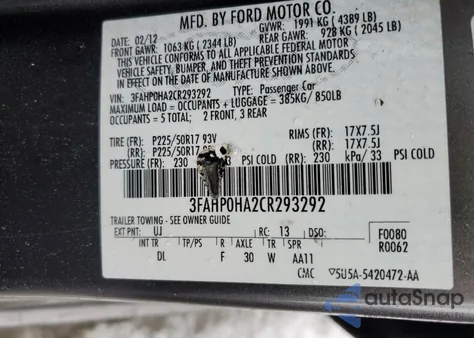 MFD. BY FORD MOTOR CO.
DATE: 02/12 GVWR: 1991 KG (4389 LB)
FRONT GAWR: 1063 KG (2344 LB) REAR GAWR: 928 KG (2045 LB)
THIS VEHICLE CONFORMS TO ALL APPLICABLE FEDERAL MOTOR
VEHICLE SAFETY, BUMPER, AND THEFT PREVENTION STANDARDS
IN EFFECT ON THE DATE OF MANUFACTURE SHOWN ABOVE.
VIN: 3FAHP0HA2CR293292 TYPE: Passenger Car
MAXIMUM LOAD = OCCUPANTS + LUGGAGE = 385KG / 850LB
OCCUPANTS = 5 TOTAL: 2 FRONT, 3 REAR
TIRE (FR): P225/50R17 93V RIMS (FR): 17X7.5J
(RR): P225/50R17 (RR): 17X7.5J
PRESSURE (FR): 230 3 PSI COLD (RR): 230 kPa/ 33 PSI COLD
3FAHP0HA2CR293292
TRAILER TOWING - SEE OWNER GUIDE
EXT PNT: UJ RC: 13 DSO: F0080
R0062
INT TR TP/PS R AXLE TR SPR
DL F 30 W AA11
CMC 5U5A-5420472-AA
autoSnap